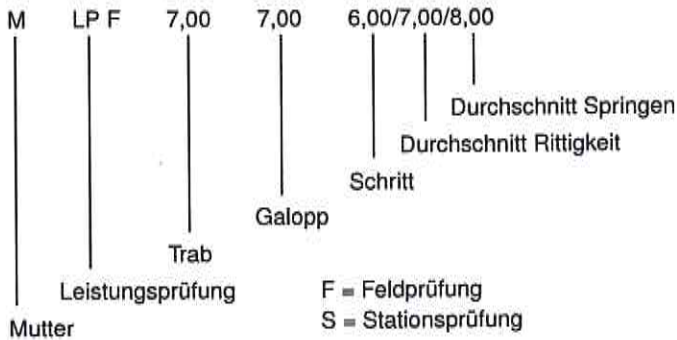 M LP F 7,00 7,00 6,00/7,00/8,00
Durchschnitt Springen
Durchschnitt Rittigkeit
Schritt
Galopp
Trab
Leistungsprüfung F = Feldprüfung
S = Stationsprüfung
Mutter